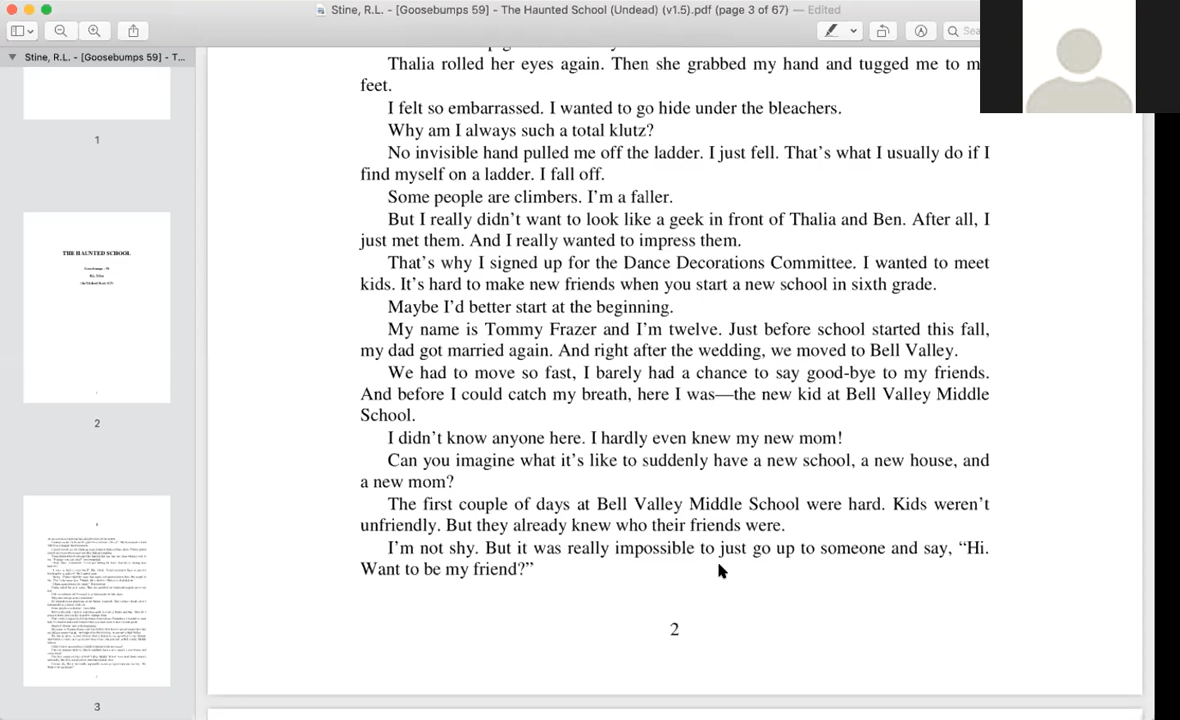 Stine, R.L. - [Goosebumps 59] - The Haunted School (Undead) (v1.5).pdf (page 3 of 67) — Edited
Sea
Stine, R.L. - [Goosebumps 59] - T...
1
THE HAUNTED SCHOOL
Goosebumps - 59
R.L. Stine
2
3
Thalia rolled her eyes again. Then she grabbed my hand and tugged me to m
feet.
I felt so embarrassed. I wanted to go hide under the bleachers.
Why am I always such a total klutz?
No invisible hand pulled me off the ladder. I just fell. That’s what I usually do if I
find myself on a ladder. I fall off.
Some people are climbers. I’m a faller.
But I really didn’t want to look like a geek in front of Thalia and Ben. After all, I
just met them. And I really wanted to impress them.
That’s why I signed up for the Dance Decorations Committee. I wanted to meet
kids. It’s hard to make new friends when you start a new school in sixth grade.
Maybe I’d better start at the beginning.
My name is Tommy Frazer and I’m twelve. Just before school started this fall,
my dad got married again. And right after the wedding, we moved to Bell Valley.
We had to move so fast, I barely had a chance to say good-bye to my friends.
And before I could catch my breath, here I was—the new kid at Bell Valley Middle
School.
I didn’t know anyone here. I hardly even knew my new mom!
Can you imagine what it’s like to suddenly have a new school, a new house, and
a new mom?
The first couple of days at Bell Valley Middle School were hard. Kids weren’t
unfriendly. But they already knew who their friends were.
I’m not shy. But it was really impossible to just go up to someone and say, “Hi.
Want to be my friend?”
2